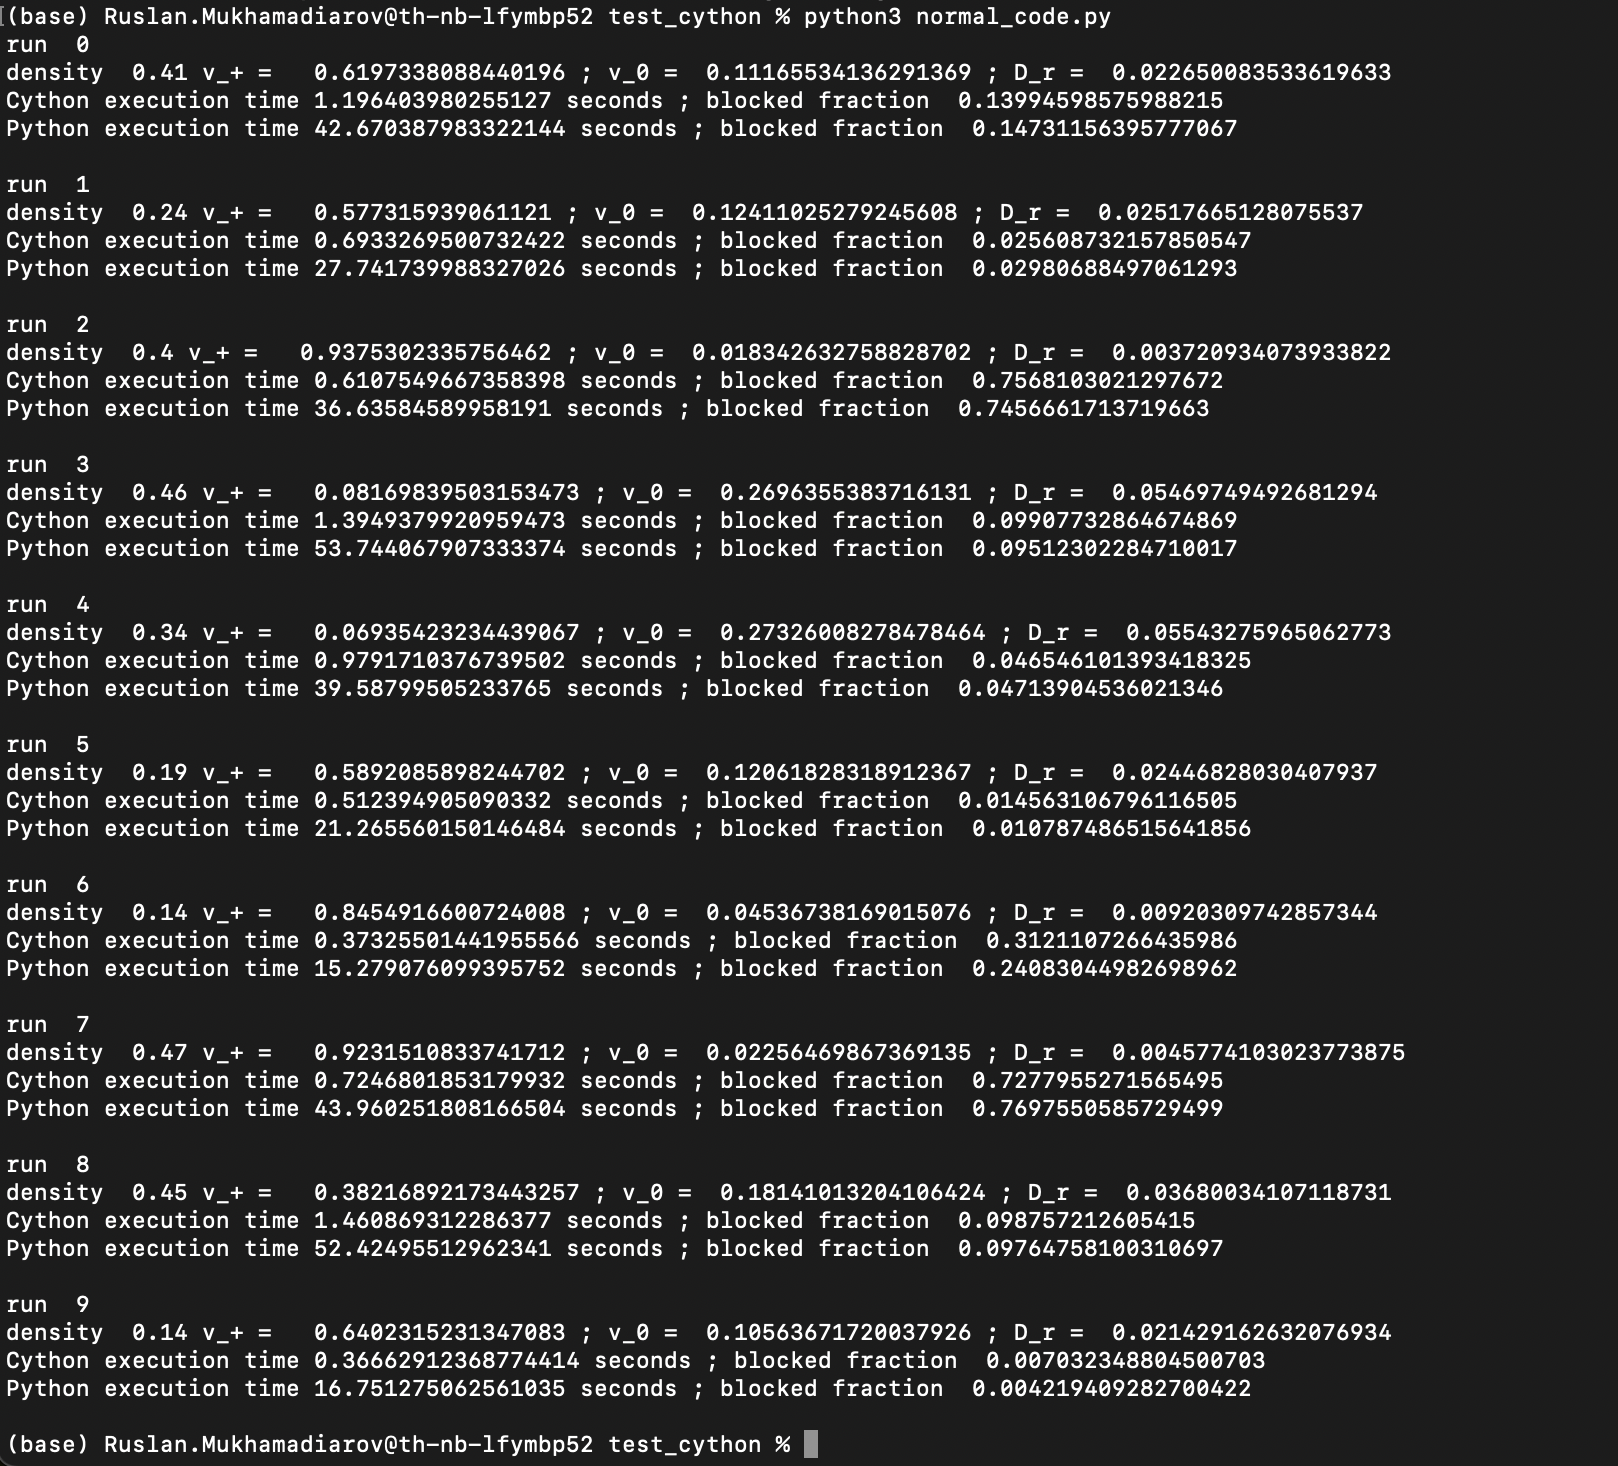 (base) Ruslan.Mukhamadiarov@th-nb-lfymbp52 test_cython % python3 normal_code.py
run  0
density  0.41 v_+ =   0.6197338088440196 ; v_0 =  0.11165534136291369 ; D_r =  0.022650083533619633
Cython execution time 1.196403980255127 seconds ; blocked fraction  0.13994598575988215
Python execution time 42.670387983322144 seconds ; blocked fraction  0.14731156395777067

run  1
density  0.24 v_+ =   0.577315939061121 ; v_0 =  0.12411025279245608 ; D_r =  0.02517665128075537
Cython execution time 0.6933269500732422 seconds ; blocked fraction  0.025608732157850547
Python execution time 27.741739988327026 seconds ; blocked fraction  0.02980688497061293

run  2
density  0.4 v_+ =   0.9375302335756462 ; v_0 =  0.018342632758828702 ; D_r =  0.003720934073933822
Cython execution time 0.6107549667358398 seconds ; blocked fraction  0.7568103021297672
Python execution time 36.63584589958191 seconds ; blocked fraction  0.7456661713719663

run  3
density  0.46 v_+ =   0.08169839503153473 ; v_0 =  0.2696355383716131 ; D_r =  0.05469749492681294
Cython execution time 1.3949379920959473 seconds ; blocked fraction  0.09907732864674869
Python execution time 53.744067907333374 seconds ; blocked fraction  0.09512302284710017

run  4
density  0.34 v_+ =   0.06935423234439067 ; v_0 =  0.27326008278478464 ; D_r =  0.05543275965062773
Cython execution time 0.9791710376739502 seconds ; blocked fraction  0.046546101393418325
Python execution time 39.58799505233765 seconds ; blocked fraction  0.04713904536021346

run  5
density  0.19 v_+ =   0.5892085898244702 ; v_0 =  0.12061828318912367 ; D_r =  0.02446828030407937
Cython execution time 0.512394905090332 seconds ; blocked fraction  0.014563106796116505
Python execution time 21.265560150146484 seconds ; blocked fraction  0.010787486515641856

run  6
density  0.14 v_+ =   0.8454916600724008 ; v_0 =  0.04536738169015076 ; D_r =  0.00920309742857344
Cython execution time 0.37325501441955566 seconds ; blocked fraction  0.3121107266435986
Python execution time 15.279076099395752 seconds ; blocked fraction  0.24083044982698962

run  7
density  0.47 v_+ =   0.9231510833741712 ; v_0 =  0.02256469867369135 ; D_r =  0.0045774103023773875
Cython execution time 0.7246801853179932 seconds ; blocked fraction  0.7277955271565495
Python execution time 43.960251808166504 seconds ; blocked fraction  0.7697550585729499

run  8
density  0.45 v_+ =   0.38216892173443257 ; v_0 =  0.18141013204106424 ; D_r =  0.03680034107118731
Cython execution time 1.460869312286377 seconds ; blocked fraction  0.098757212605415
Python execution time 52.42495512962341 seconds ; blocked fraction  0.09764758100310697

run  9
density  0.14 v_+ =   0.6402315231347083 ; v_0 =  0.10563671720037926 ; D_r =  0.021429162632076934
Cython execution time 0.36662912368774414 seconds ; blocked fraction  0.007032348804500703
Python execution time 16.751275062561035 seconds ; blocked fraction  0.004219409282700422

(base) Ruslan.Mukhamadiarov@th-nb-lfymbp52 test_cython %